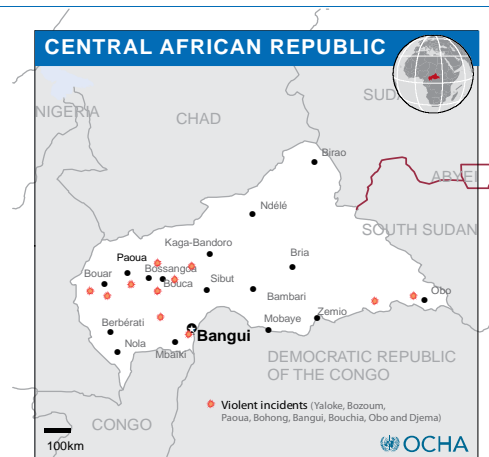 CENTRAL AFRICAN REPUBLIC
SUD
NIGERIA
CHAD
Birao
ABYEI
Ndélé
SOUTH SUDAN
Kaga-Bandoro
Paoua
Bria
Bouar
Bossangoa
Bouca
Sibut
Bambari
Obo
Berbérati
Mobaye
Zemio
Bangui
Nola
Mbaiki
DEMOCRATIC REPUBLIC
OF THE CONGO
Violent incidents (Yaloke, Bozoum,
Paoua, Bohong, Bangui, Bouchia, Obo and Djema)
CONGO
100km
OCHA